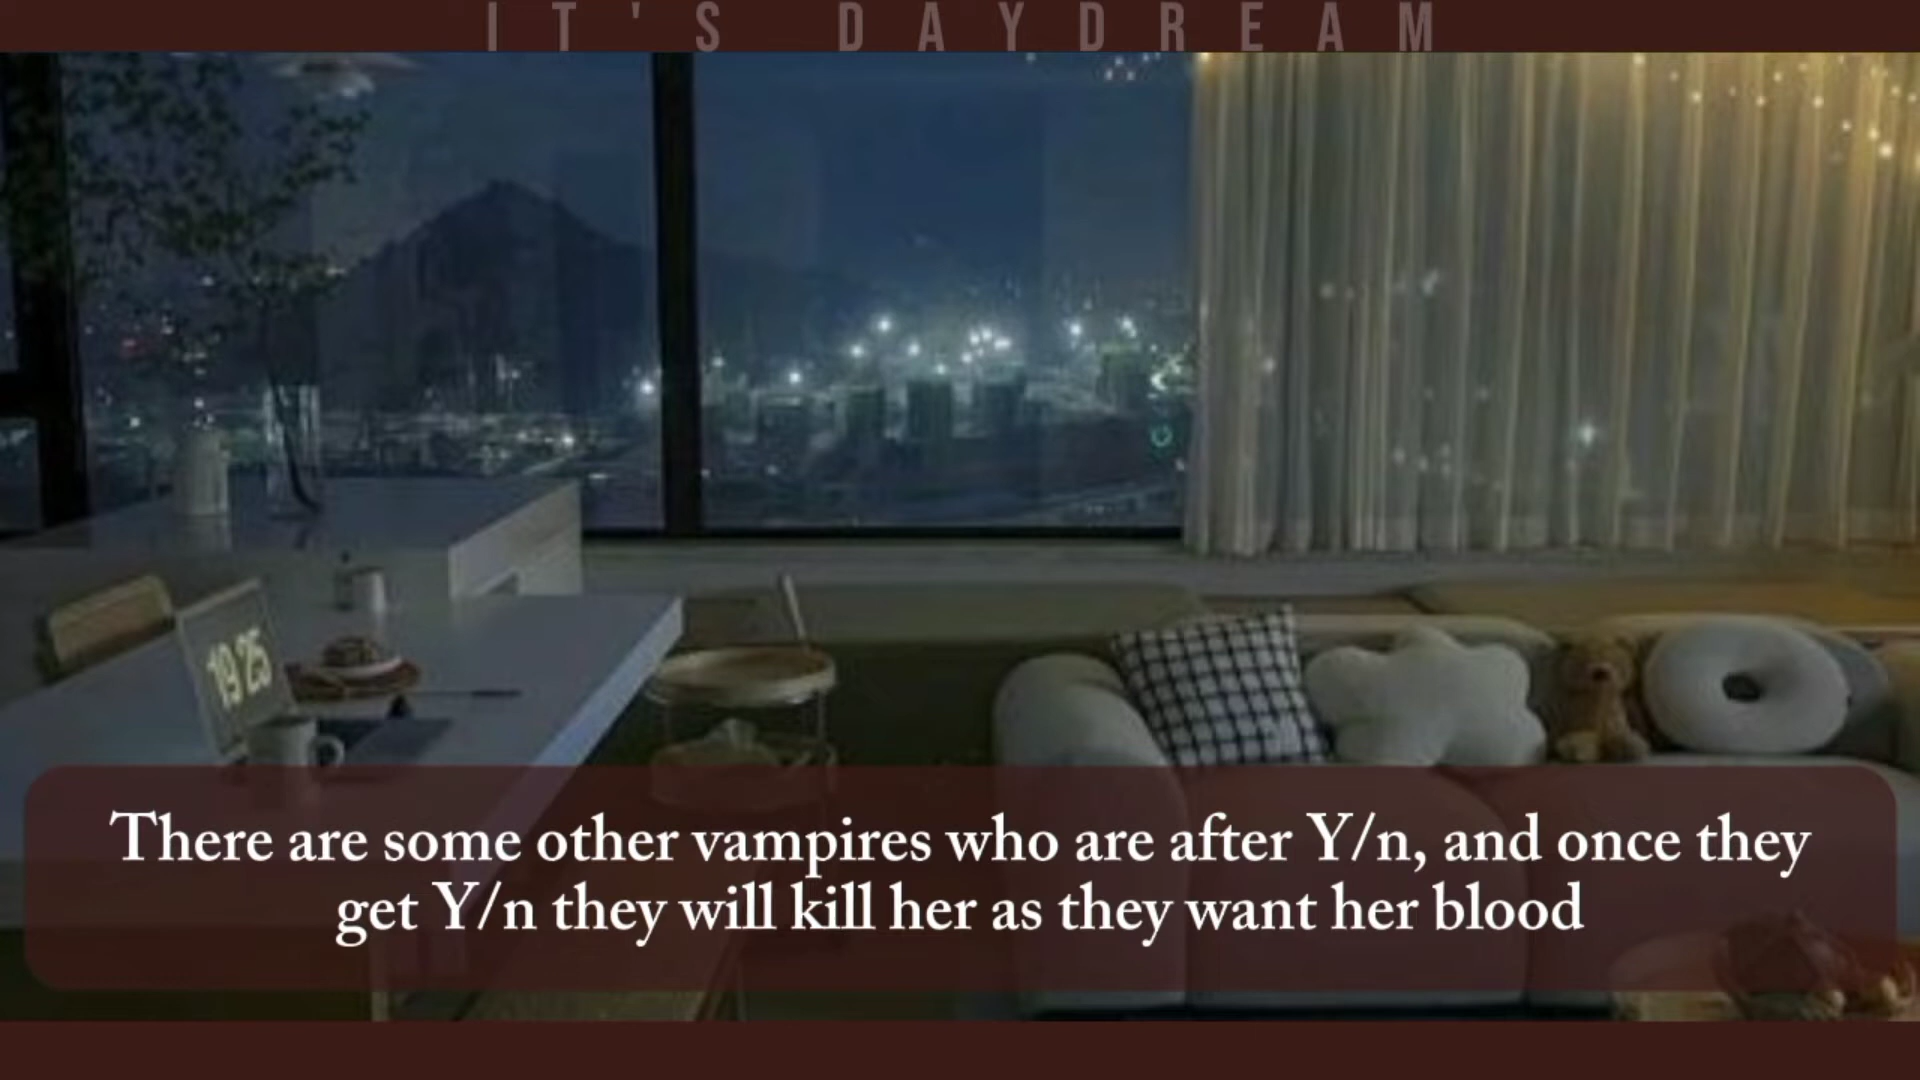 IT'S DAYDREAM
19:25
There are some other vampires who are after Y/n, and once they
get Y/n they will kill her as they want her blood